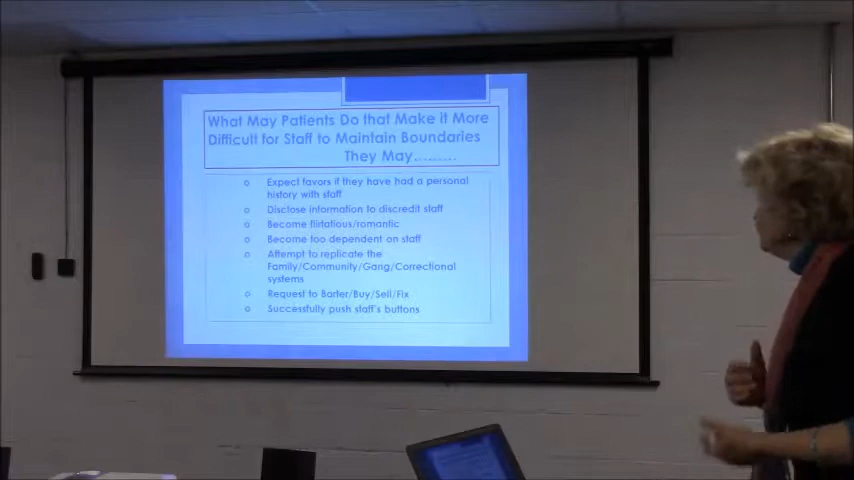 What May Patients Do that Make it More
Difficult for Staff to Maintain Boundaries
They May.........
Expect favors if they have had a personal
history with staff
Disclose information to discredit staff
Become flirtatious/romantic
Become too dependent on staff
Attempt to replicate the
Family/Community/Gang/Correctional
systems
Request to Barter/Buy/Sell/Fix
Successfully push staff's buttons